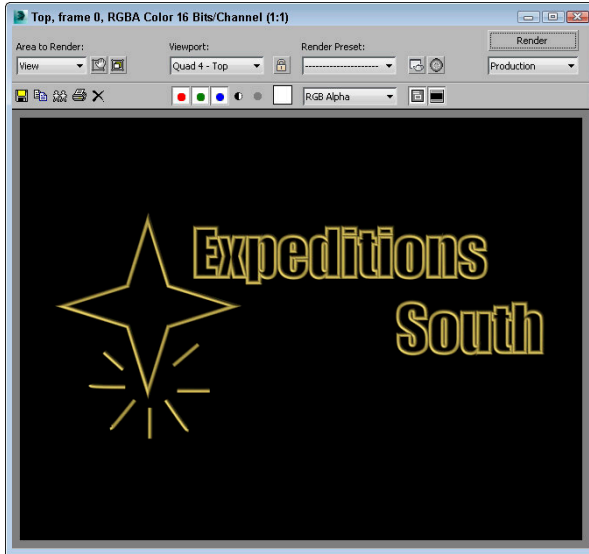 Top, frame 0, RGBA Color 16 Bits/Channel (1:1)
Area to Render:
Viewport:
Render Preset:
Render
View
Quad 4 - Top
--------------------
Production
RGB Alpha
Expeditions
South